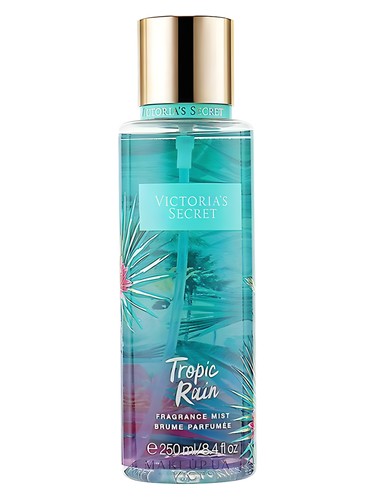 VICTORIA'S SECRET
VICTORIA'S
SECRET
Tropic
Rain
FRAGRANCE MIST
BRUME PARFUMÉE
℮ 250 ml/8.4 fl oz